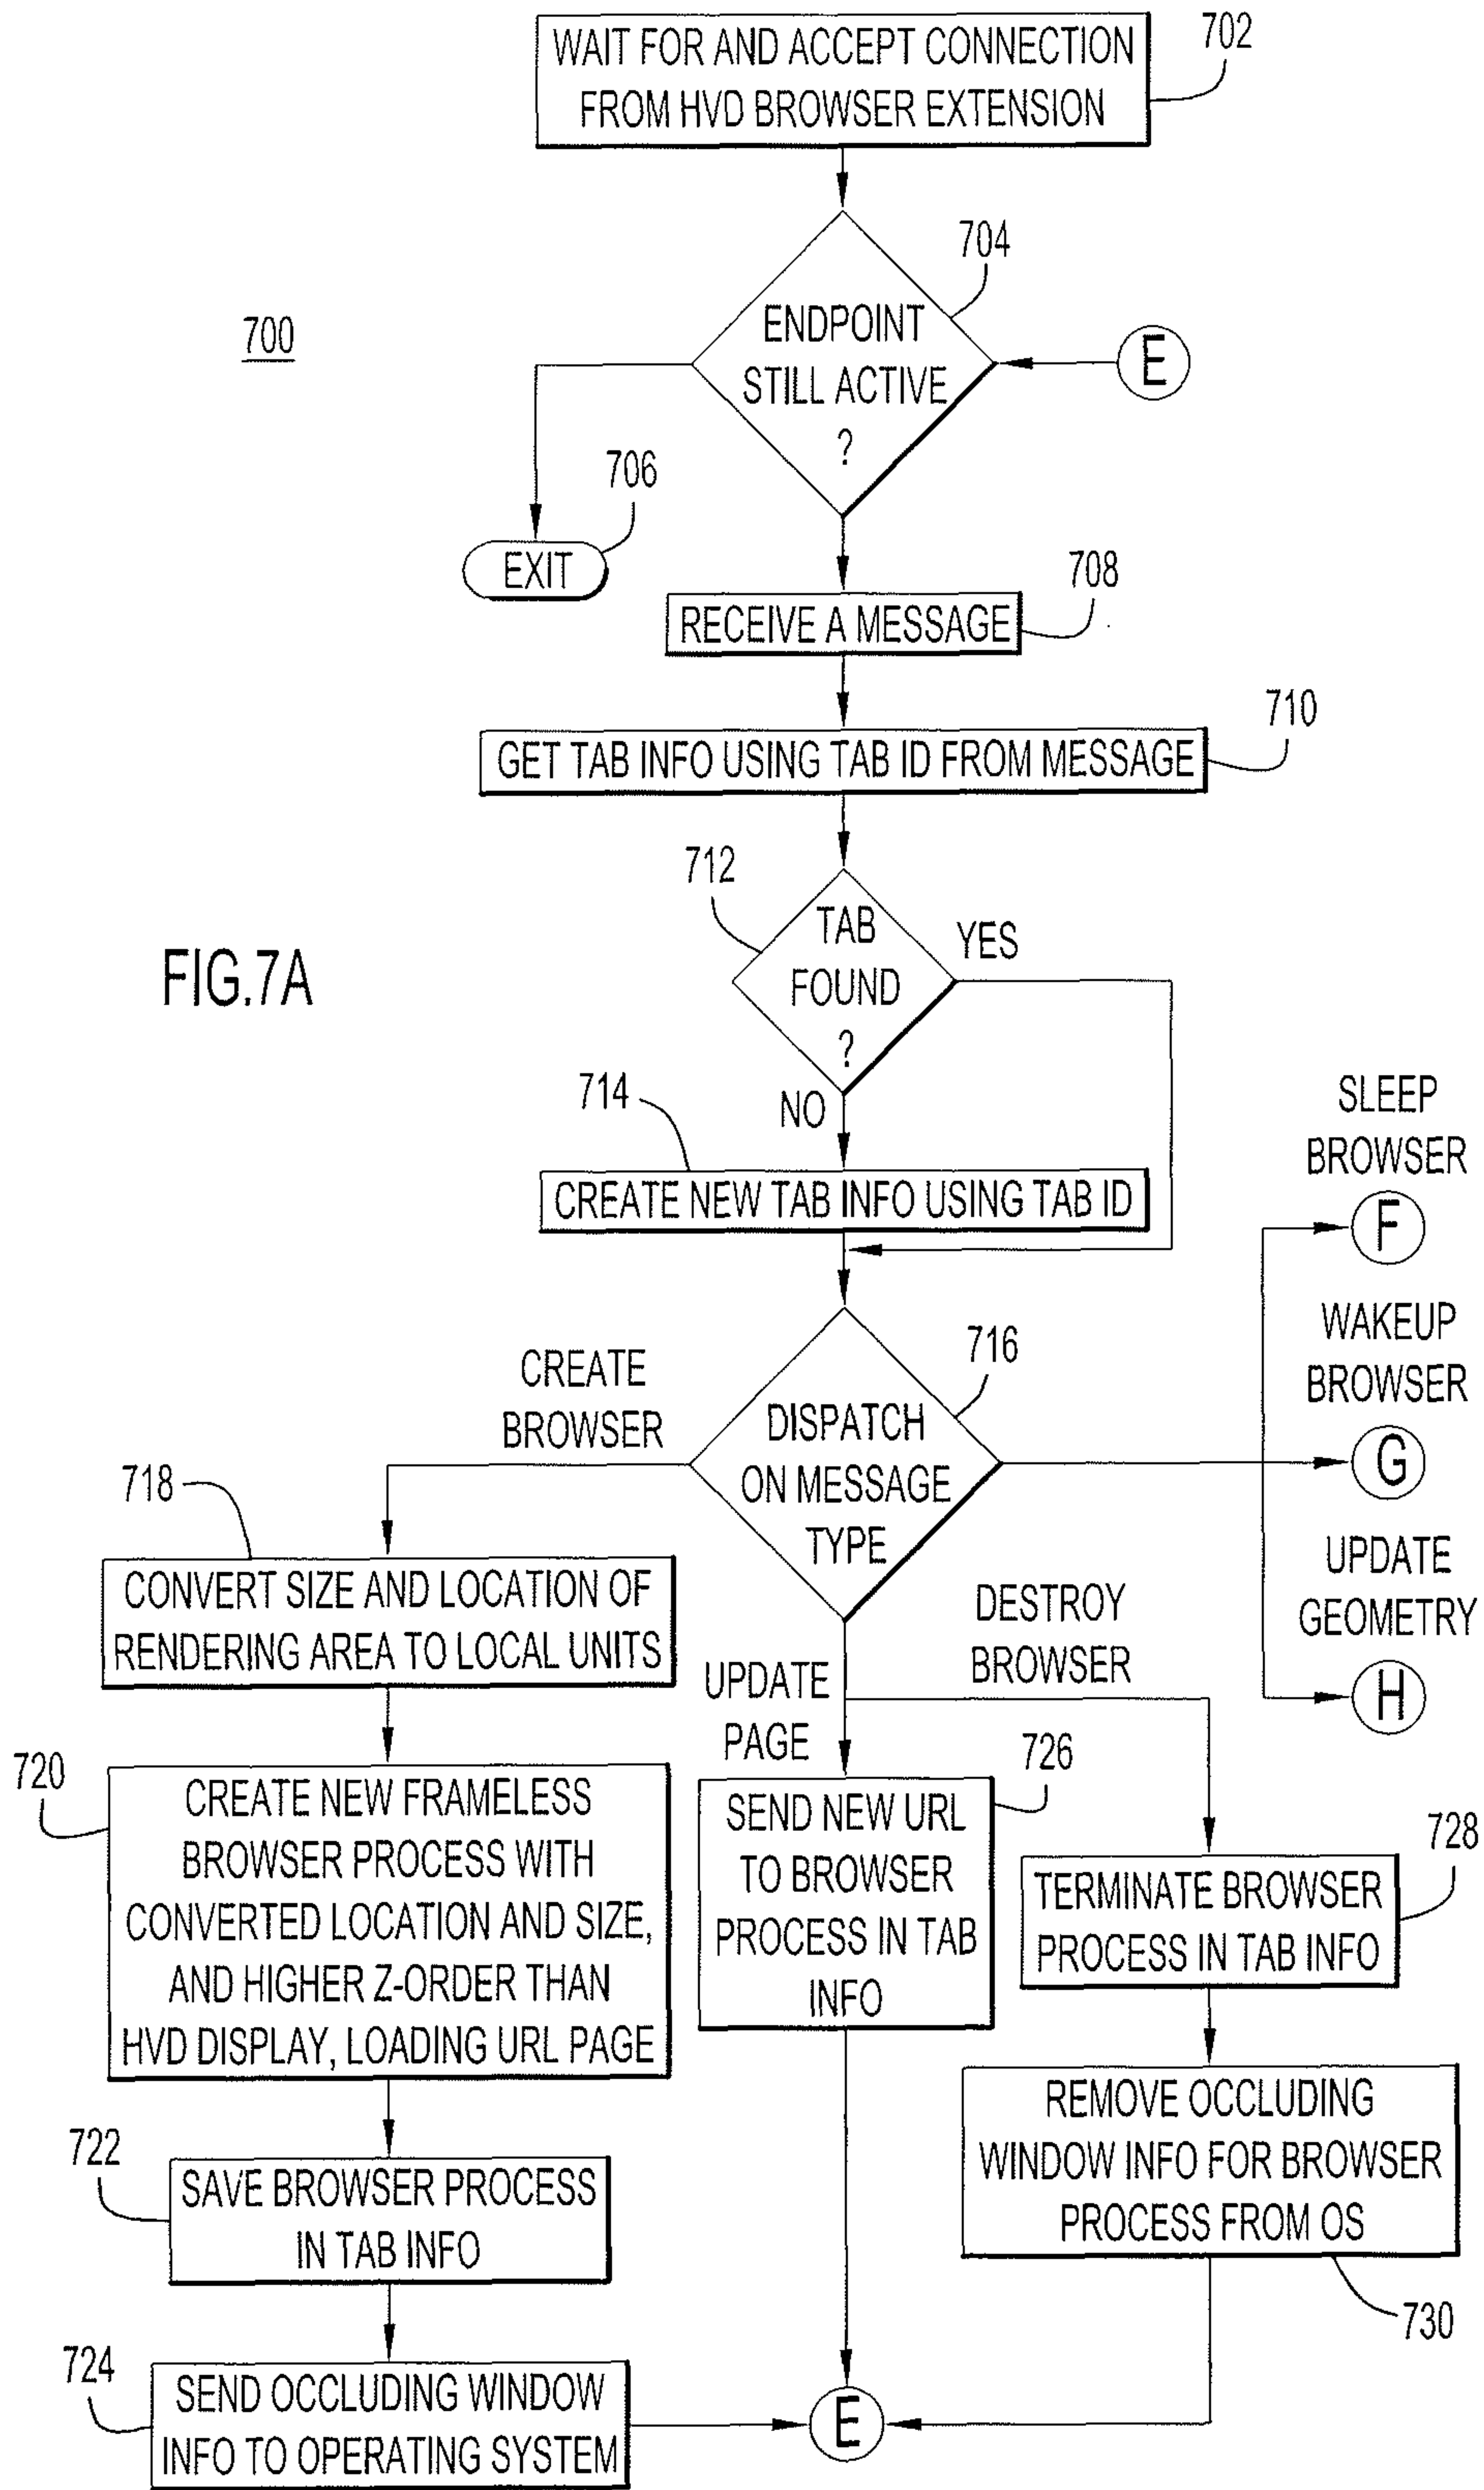 WAIT FOR AND ACCEPT CONNECTION
FROM HVD BROWSER EXTENSION
702
704
ENDPOINT
STILL ACTIVE
?
E
700
706
EXIT
708
RECEIVE A MESSAGE
710
GET TAB INFO USING TAB ID FROM MESSAGE
712
TAB
FOUND
?
YES
NO
FIG.7A
714
CREATE NEW TAB INFO USING TAB ID
SLEEP
BROWSER
F
WAKEUP
BROWSER
G
UPDATE
GEOMETRY
H
716
DISPATCH
ON MESSAGE
TYPE
CREATE
BROWSER
718
CONVERT SIZE AND LOCATION OF
RENDERING AREA TO LOCAL UNITS
UPDATE
PAGE
DESTROY
BROWSER
720
CREATE NEW FRAMELESS
BROWSER PROCESS WITH
CONVERTED LOCATION AND SIZE,
AND HIGHER Z-ORDER THAN
HVD DISPLAY, LOADING URL PAGE
726
SEND NEW URL
TO BROWSER
PROCESS IN TAB
INFO
728
TERMINATE BROWSER
PROCESS IN TAB INFO
722
SAVE BROWSER PROCESS
IN TAB INFO
REMOVE OCCLUDING
WINDOW INFO FOR BROWSER
PROCESS FROM OS
730
724
SEND OCCLUDING WINDOW
INFO TO OPERATING SYSTEM
E